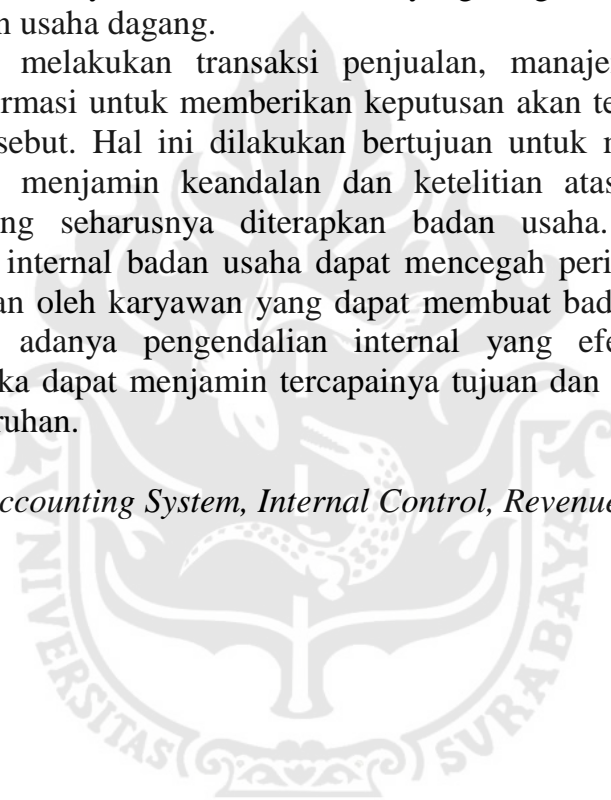 n usaha dagang.
melakukan transaksi penjualan, manaje
rmasi untuk memberikan keputusan akan te
sebut. Hal ini dilakukan bertujuan untuk
menjamin keandalan dan ketelitian atas
ng seharusnya diterapkan badan usaha.
internal badan usaha dapat mencegah peri
an oleh karyawan yang dapat membuat bad
adanya pengendalian internal yang efe
ka dapat menjamin tercapainya tujuan dan
ruhan.
ccounting System, Internal Control, Revenue
UNIVERSITAS SURABAYA